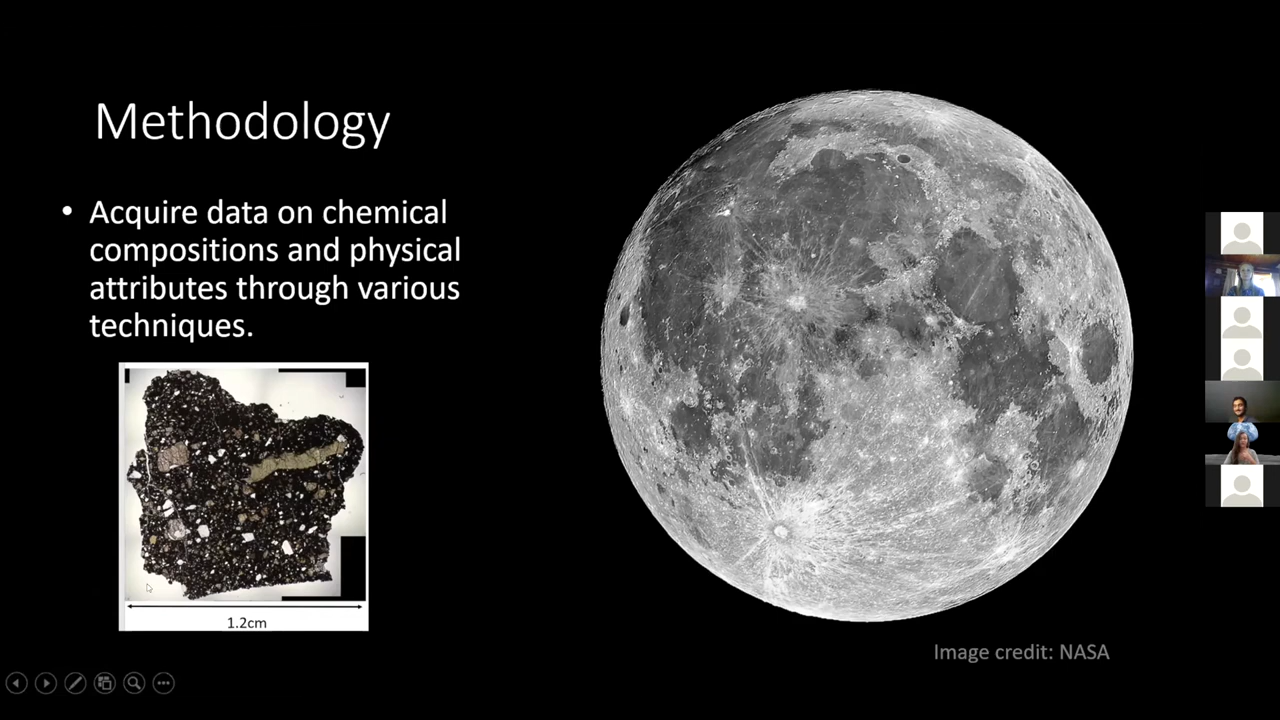 Methodology
• Acquire data on chemical
compositions and physical
attributes through various
techniques.
1.2cm
Image credit: NASA